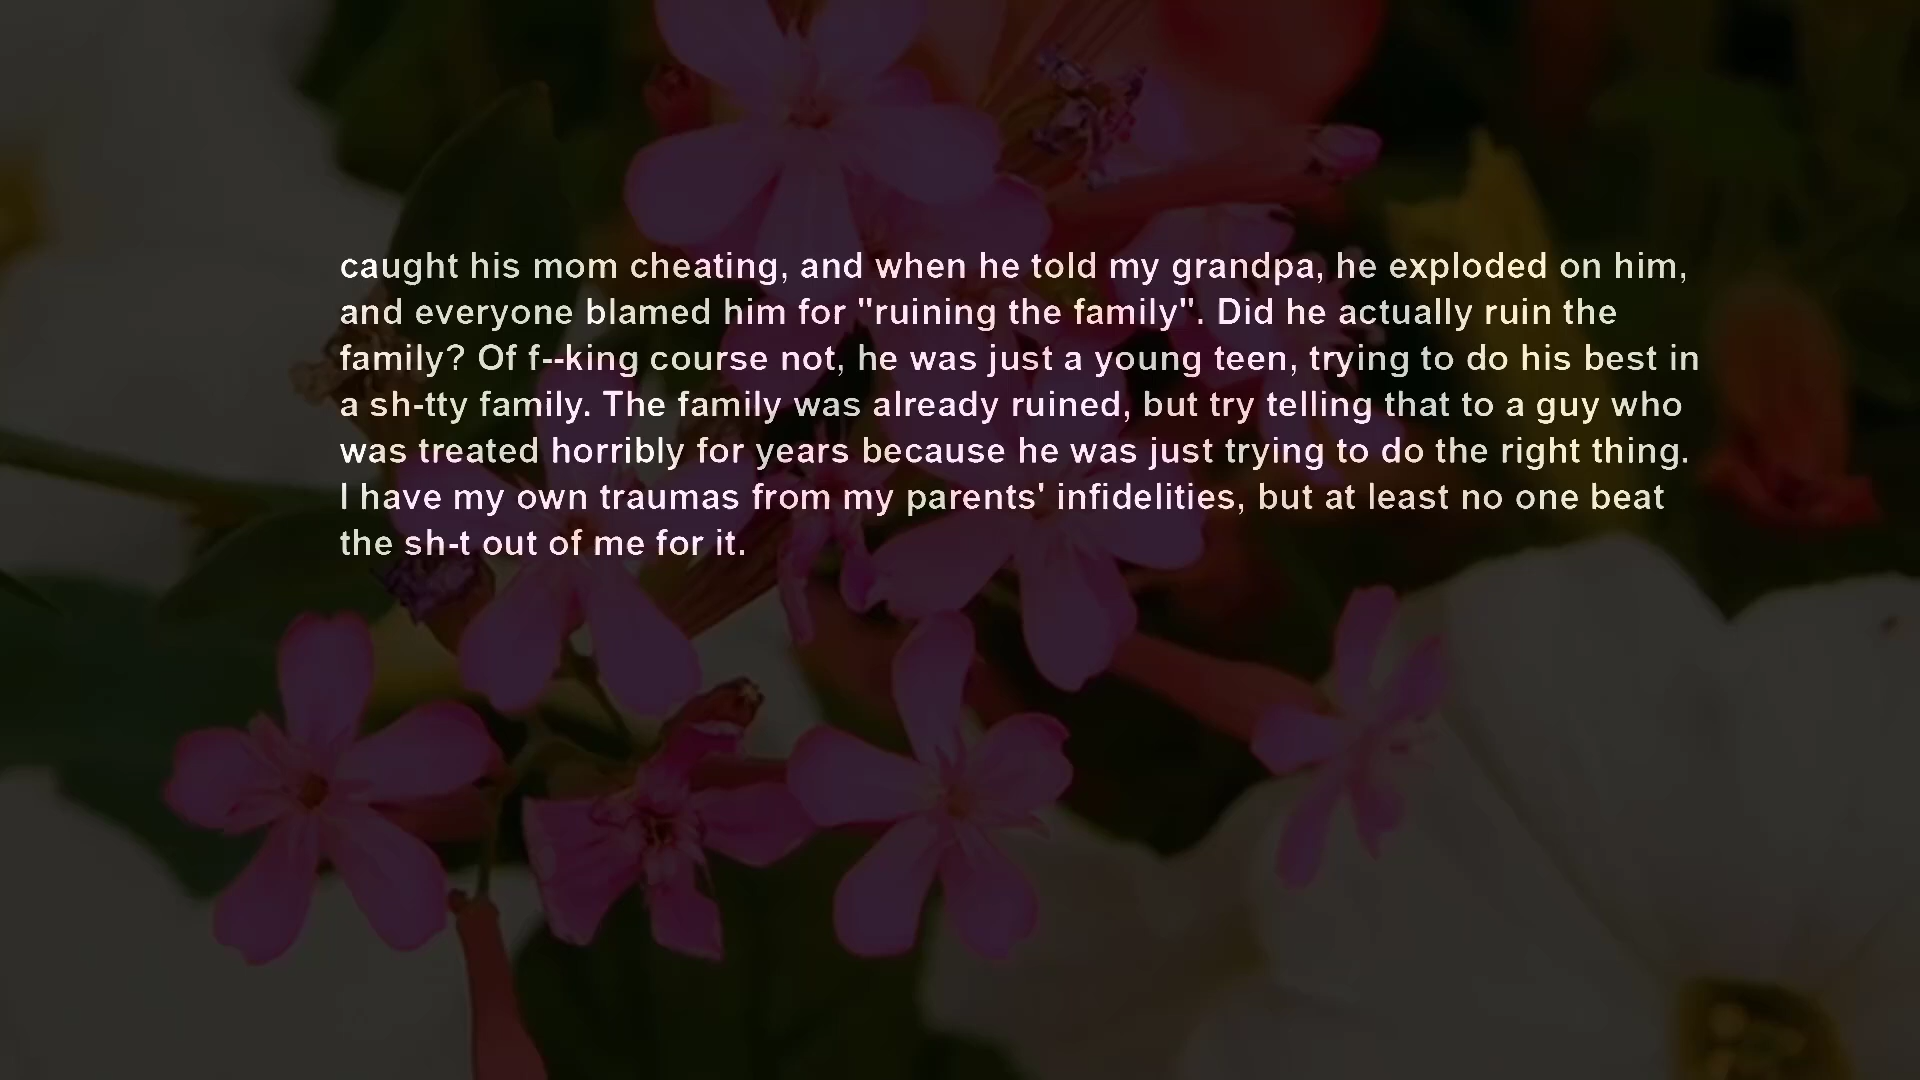 caught his mom cheating, and when he told my grandpa, he exploded on him,
and everyone blamed him for "ruining the family". Did he actually ruin the
family? Of f--king course not, he was just a young teen, trying to do his best in
a sh-tty family. The family was already ruined, but try telling that to a guy who
was treated horribly for years because he was just trying to do the right thing.
I have my own traumas from my parents' infidelities, but at least no one beat
the sh-t out of me for it.